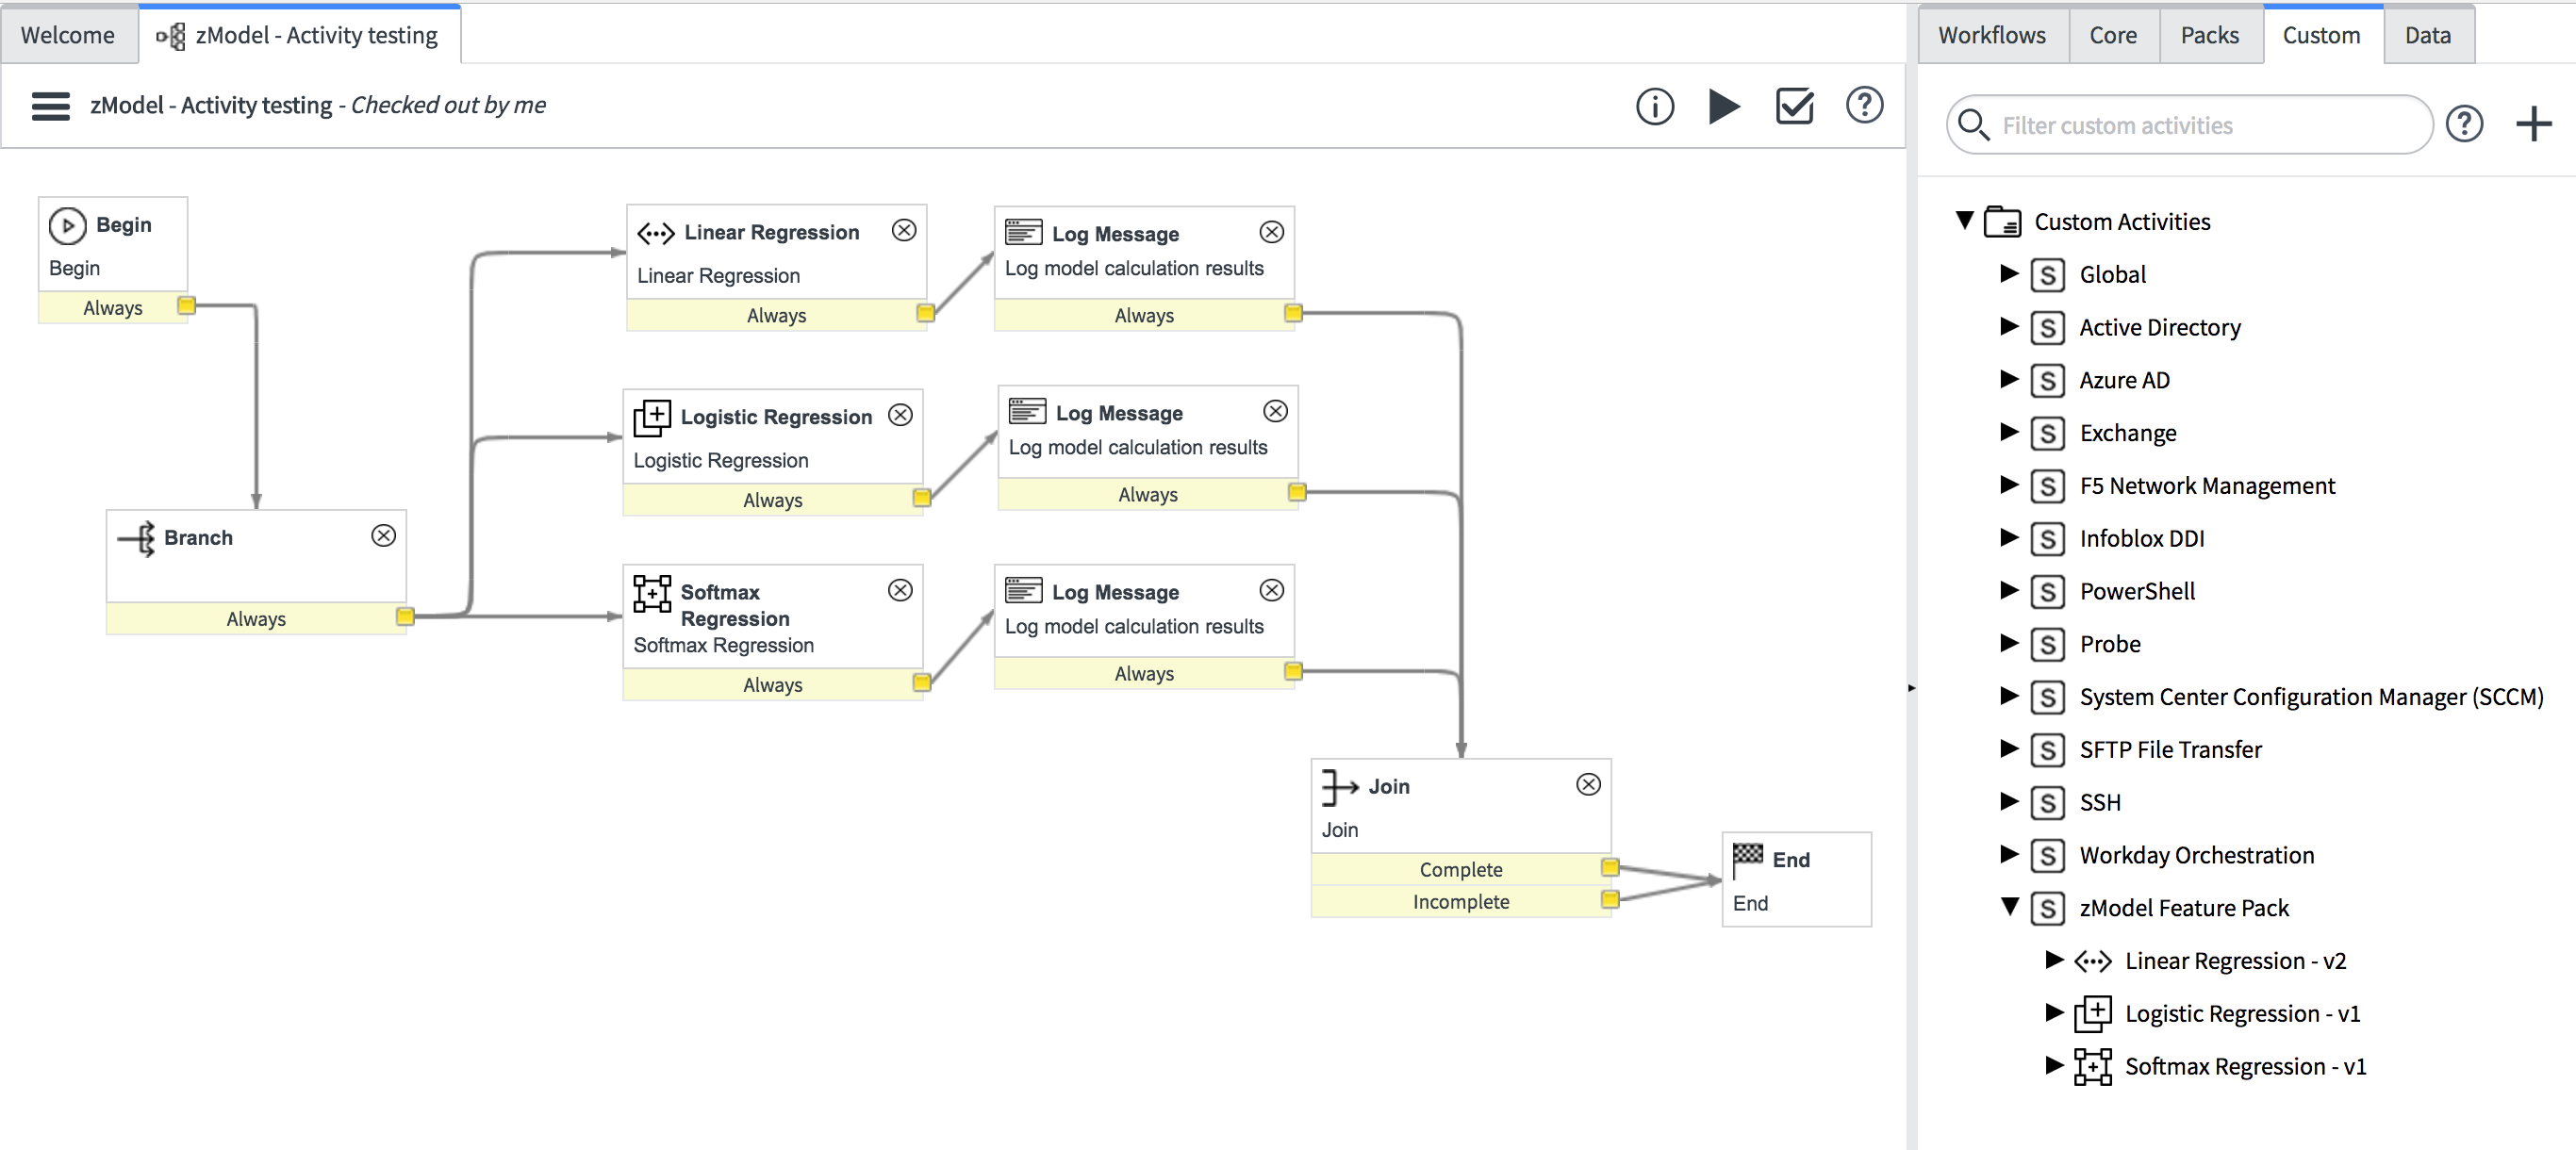 Welcome
zModel - Activity testing
Workflows
Core
Packs
Custom
Data
zModel - Activity testing - Checked out by me
Filter custom activities
Begin
Begin
Always
Branch
Always
Linear Regression
Linear Regression
Always
Log Message
Log model calculation results
Always
Logistic Regression
Logistic Regression
Always
Log Message
Log model calculation results
Always
Softmax
Regression
Softmax Regression
Always
Log Message
Log model calculation results
Always
Join
Join
Complete
Incomplete
End
End
Custom Activities
S Global
S Active Directory
S Azure AD
S Exchange
S F5 Network Management
S Infoblox DDI
S PowerShell
S Probe
S System Center Configuration Manager (SCCM)
S SFTP File Transfer
S SSH
S Workday Orchestration
S zModel Feature Pack
Linear Regression - v2
Logistic Regression - v1
Softmax Regression - v1